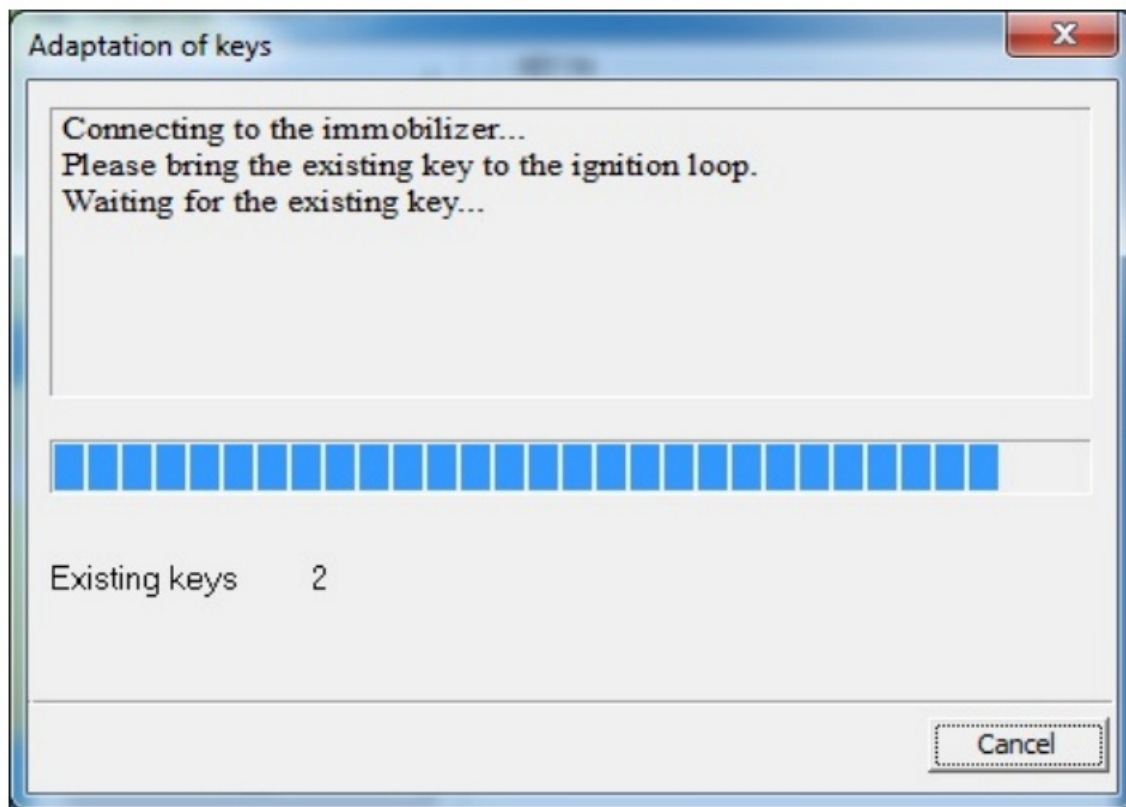 Adaptation of keys
Connecting to the immobilizer...
Please bring the existing key to the ignition loop.
Waiting for the existing key...
Existing keys 2
Cancel